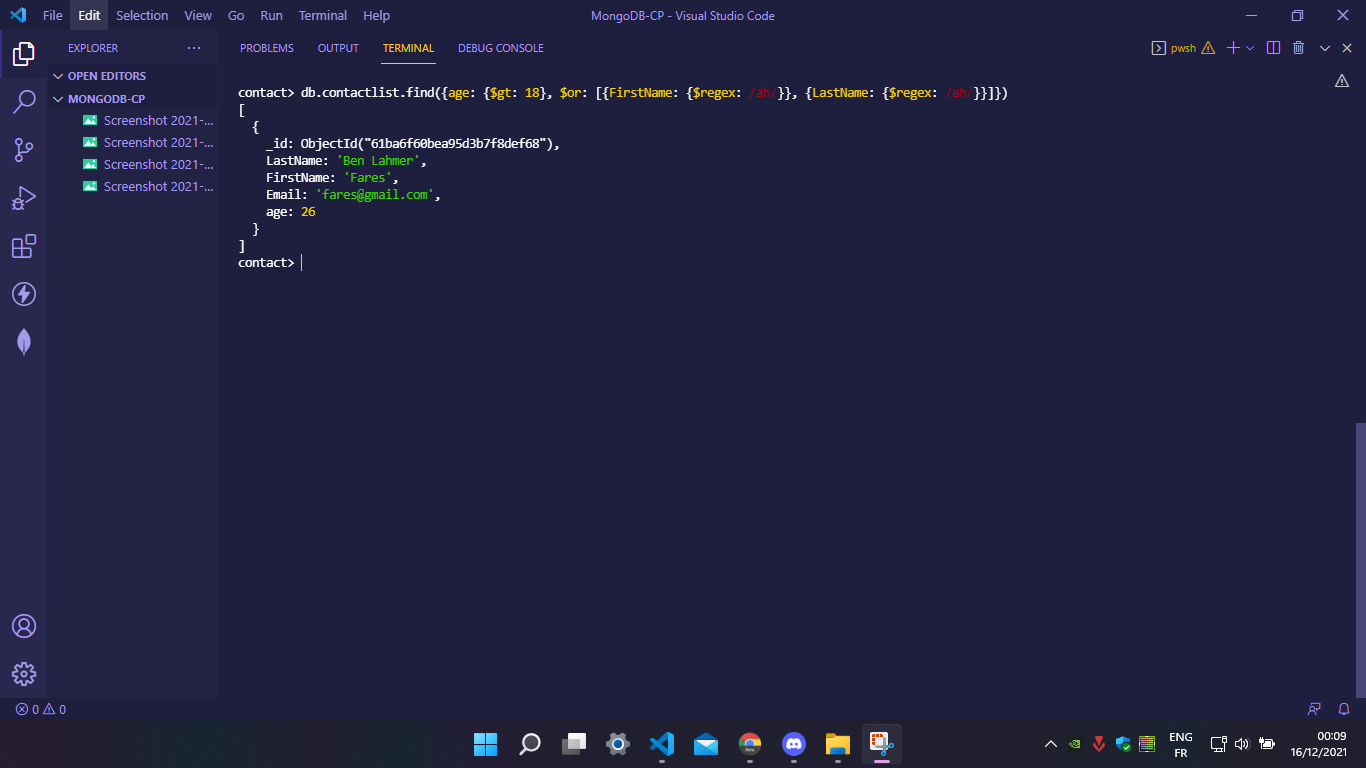 File Edit Selection View Go Run Terminal Help
MongoDB-CP - Visual Studio Code
EXPLORER
OPEN EDITORS
MONGODB-CP
Screenshot 2021-...
Screenshot 2021-...
Screenshot 2021-...
Screenshot 2021-...
PROBLEMS OUTPUT TERMINAL DEBUG CONSOLE
pwsh
contact> db.contactlist.find({age: {$gt: 18}, $or: [{FirstName: {$regex: /ah/}}, {LastName: {$regex: /ah/}}]})
[
{
_id: ObjectId("61ba6f60bea95d3b7f8def68"),
LastName: 'Ben Lahmer',
FirstName: 'Fares',
Email: 'fares@gmail.com',
age: 26
}
]
contact>
0 0
ENG
FR
00:09
16/12/2021